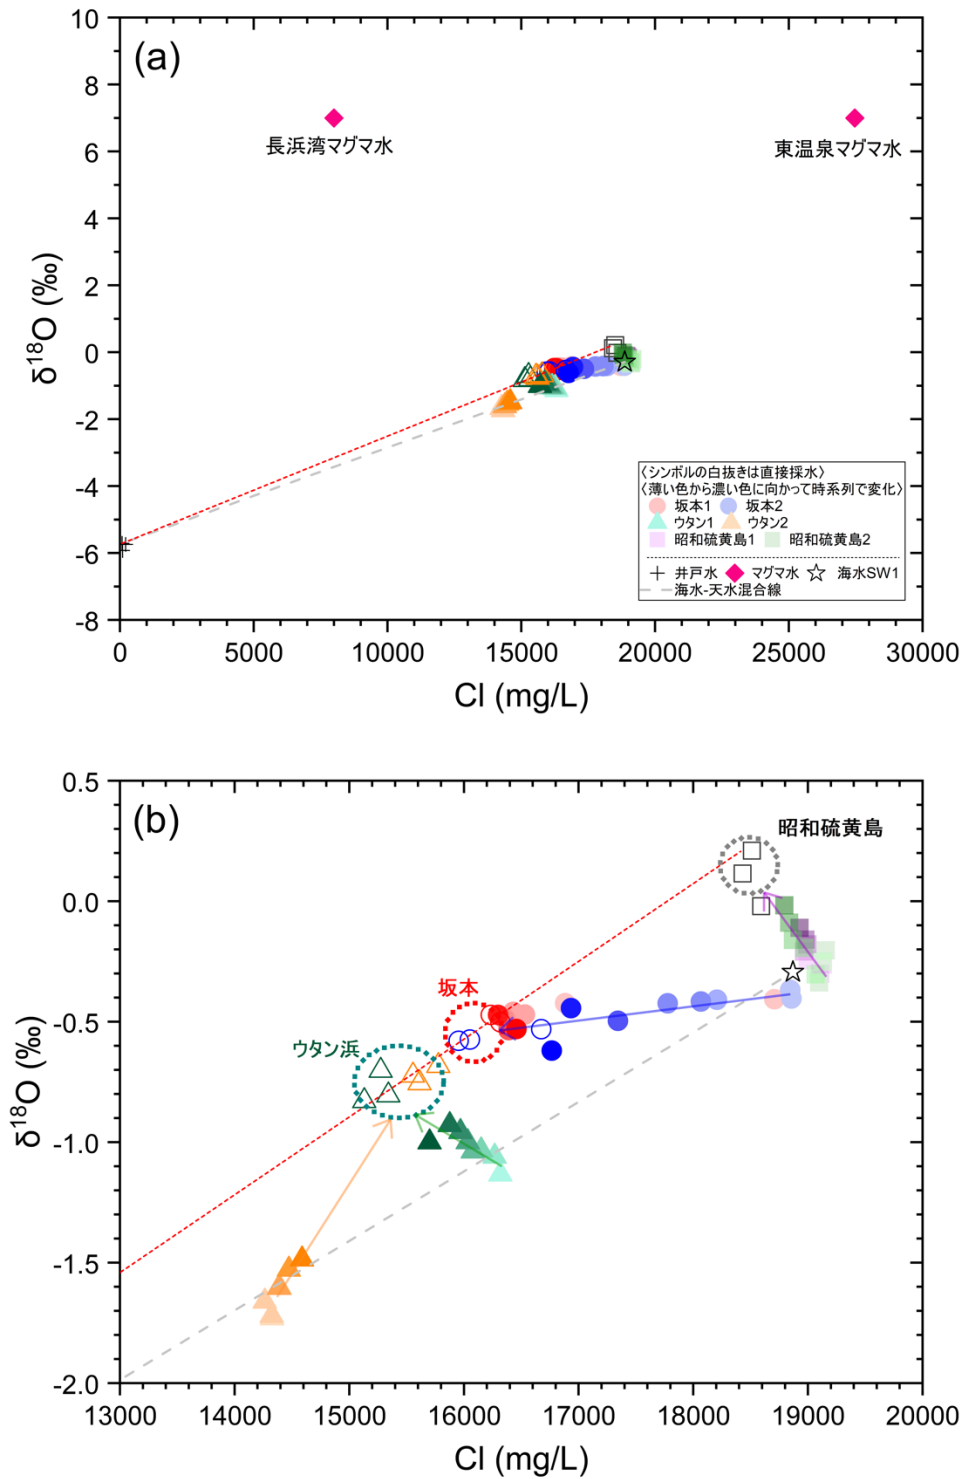 (a)
10
8
6
4
2
0
-2
-4
-6
-8
δ18O (‰)
長浜湾マグマ水
東温泉マグマ水
〈シンボルの白抜きは直接採水〉
〈薄い色から濃い色に向かって時系列で変化〉
坂本1 坂本2
ウタン1 ウタン2
昭和硫黄島1 昭和硫黄島2
井戸水 マグマ水 海水SW1
海水-天水混合線
0 5000 10000 15000 20000 25000 30000
Cl (mg/L)
(b)
0.5
0.0
-0.5
-1.0
-1.5
-2.0
δ18O (‰)
昭和硫黄島
坂本
ウタン浜
13000 14000 15000 16000 17000 18000 19000 20000
Cl (mg/L)